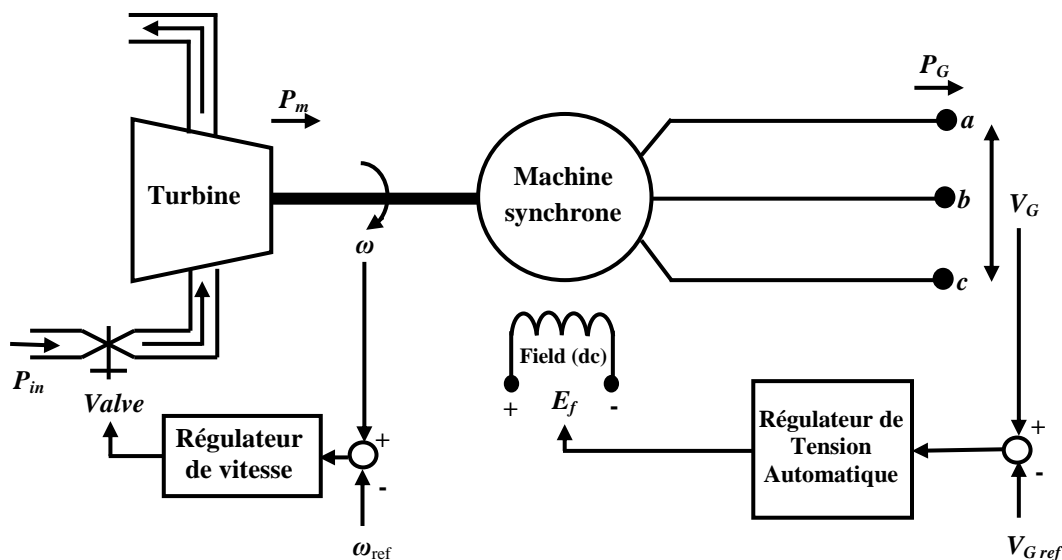 P_m
P_G
Turbine
Machine
synchrone
a
b
c
V_G
ω
P_in
Valve
Field (dc)
+
-
E_f
Régulateur
de vitesse
+
-
ω_ref
Régulateur de
Tension
Automatique
+
-
V_G ref